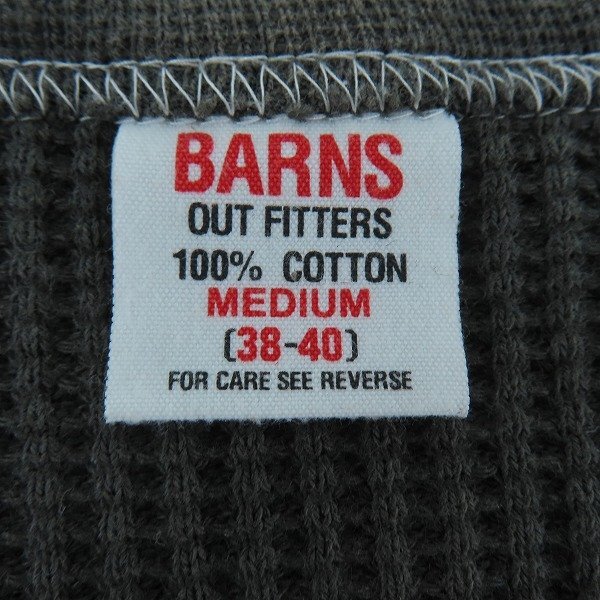 BARNS
OUT FITTERS
100% COTTON
MEDIUM
(38-40)
FOR CARE SEE REVERSE